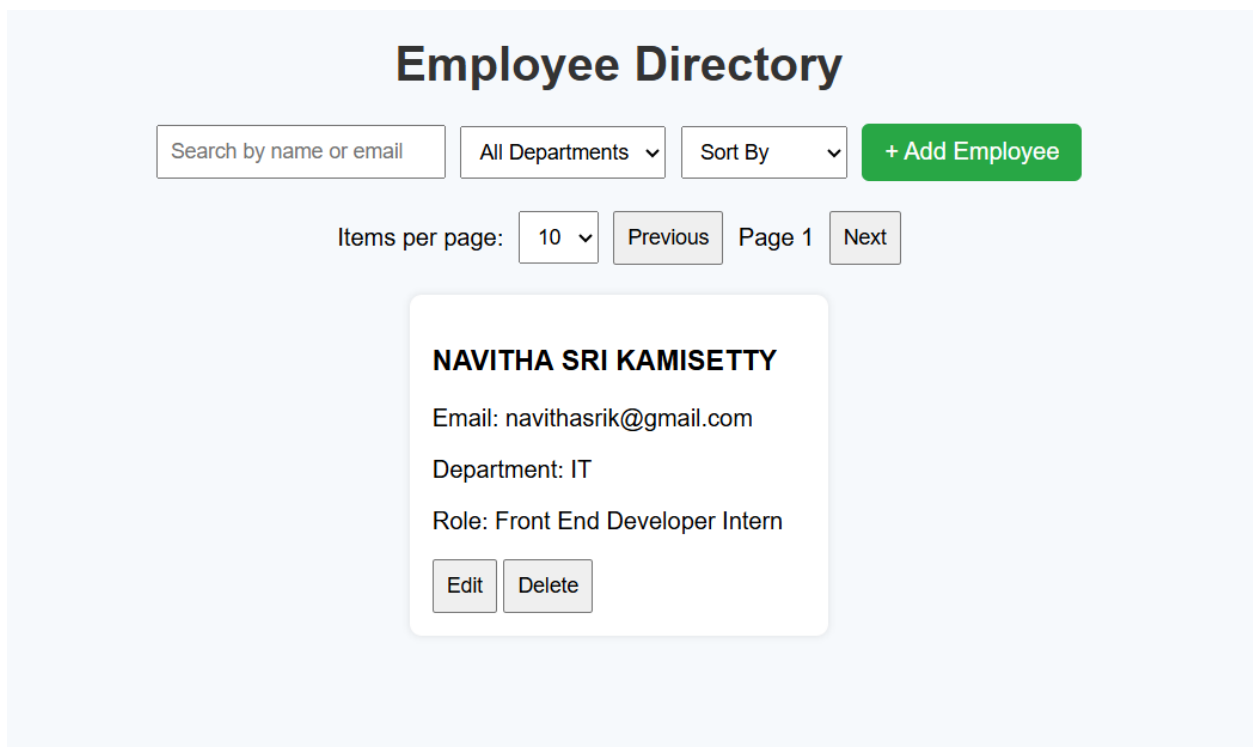 Employee Directory
Search by name or email All Departments Sort By + Add Employee
Items per page: 10 Previous Page 1 Next
NAVITHA SRI KAMISETTY
Email: navithasrik@gmail.com
Department: IT
Role: Front End Developer Intern
Edit Delete